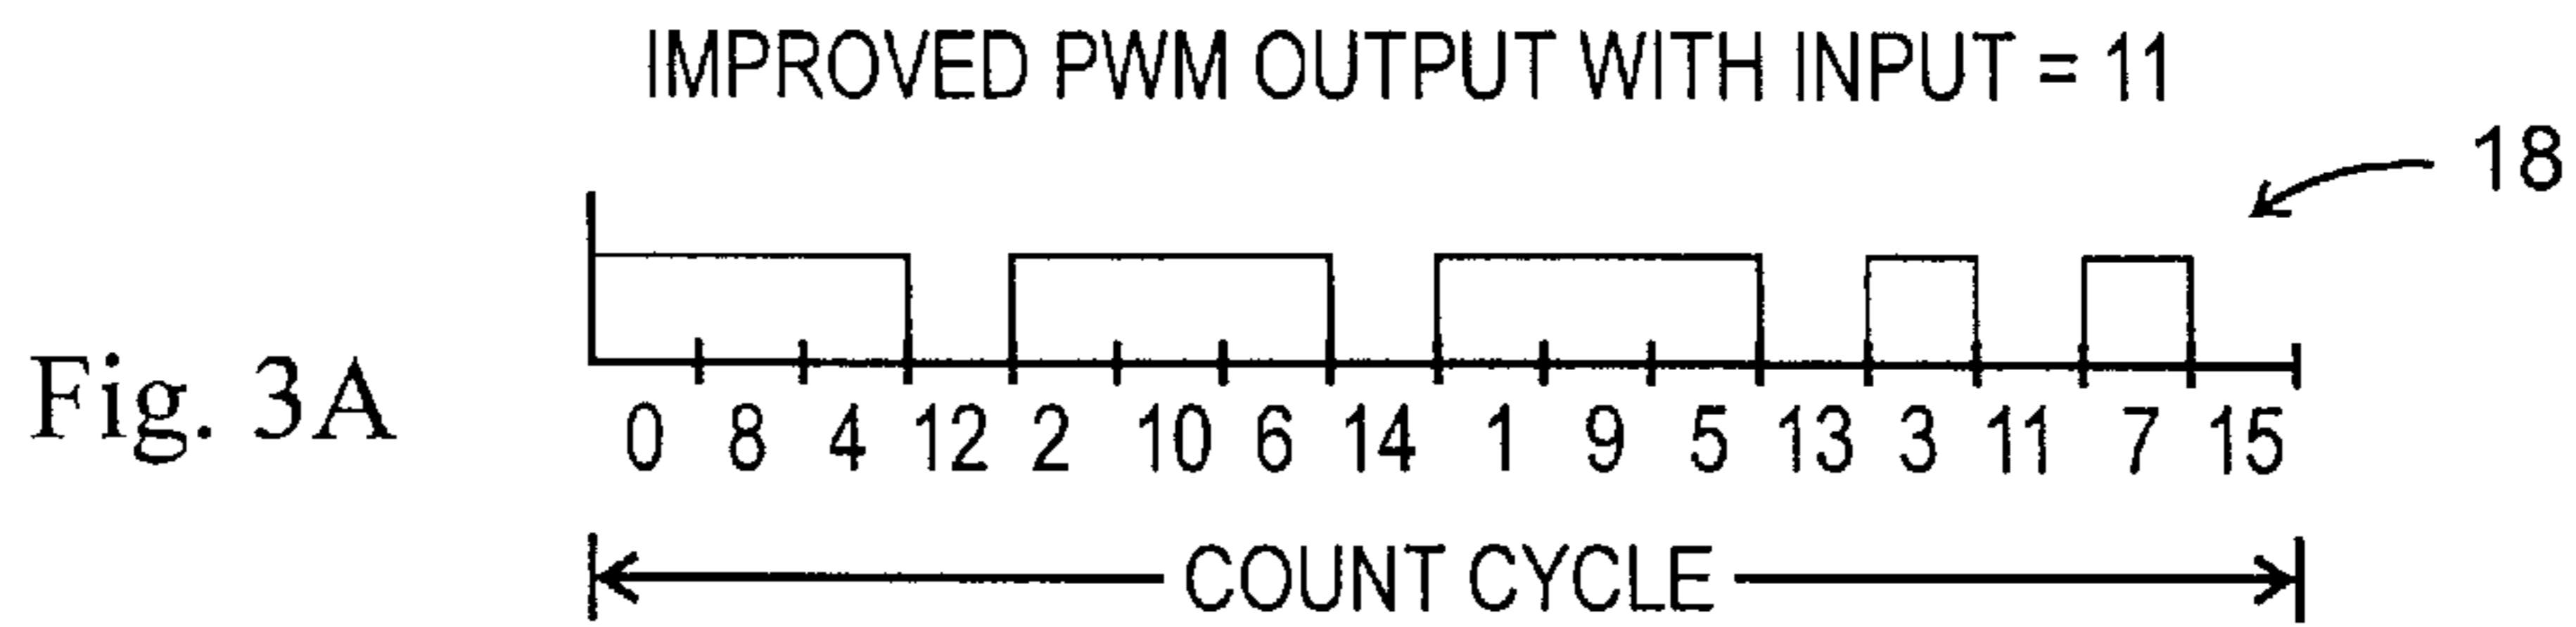 IMPROVED PWM OUTPUT WITH INPUT = 11
18
Fig. 3A
0 8 4 12 2 10 6 14 1 9 5 13 3 11 7 15
COUNT CYCLE